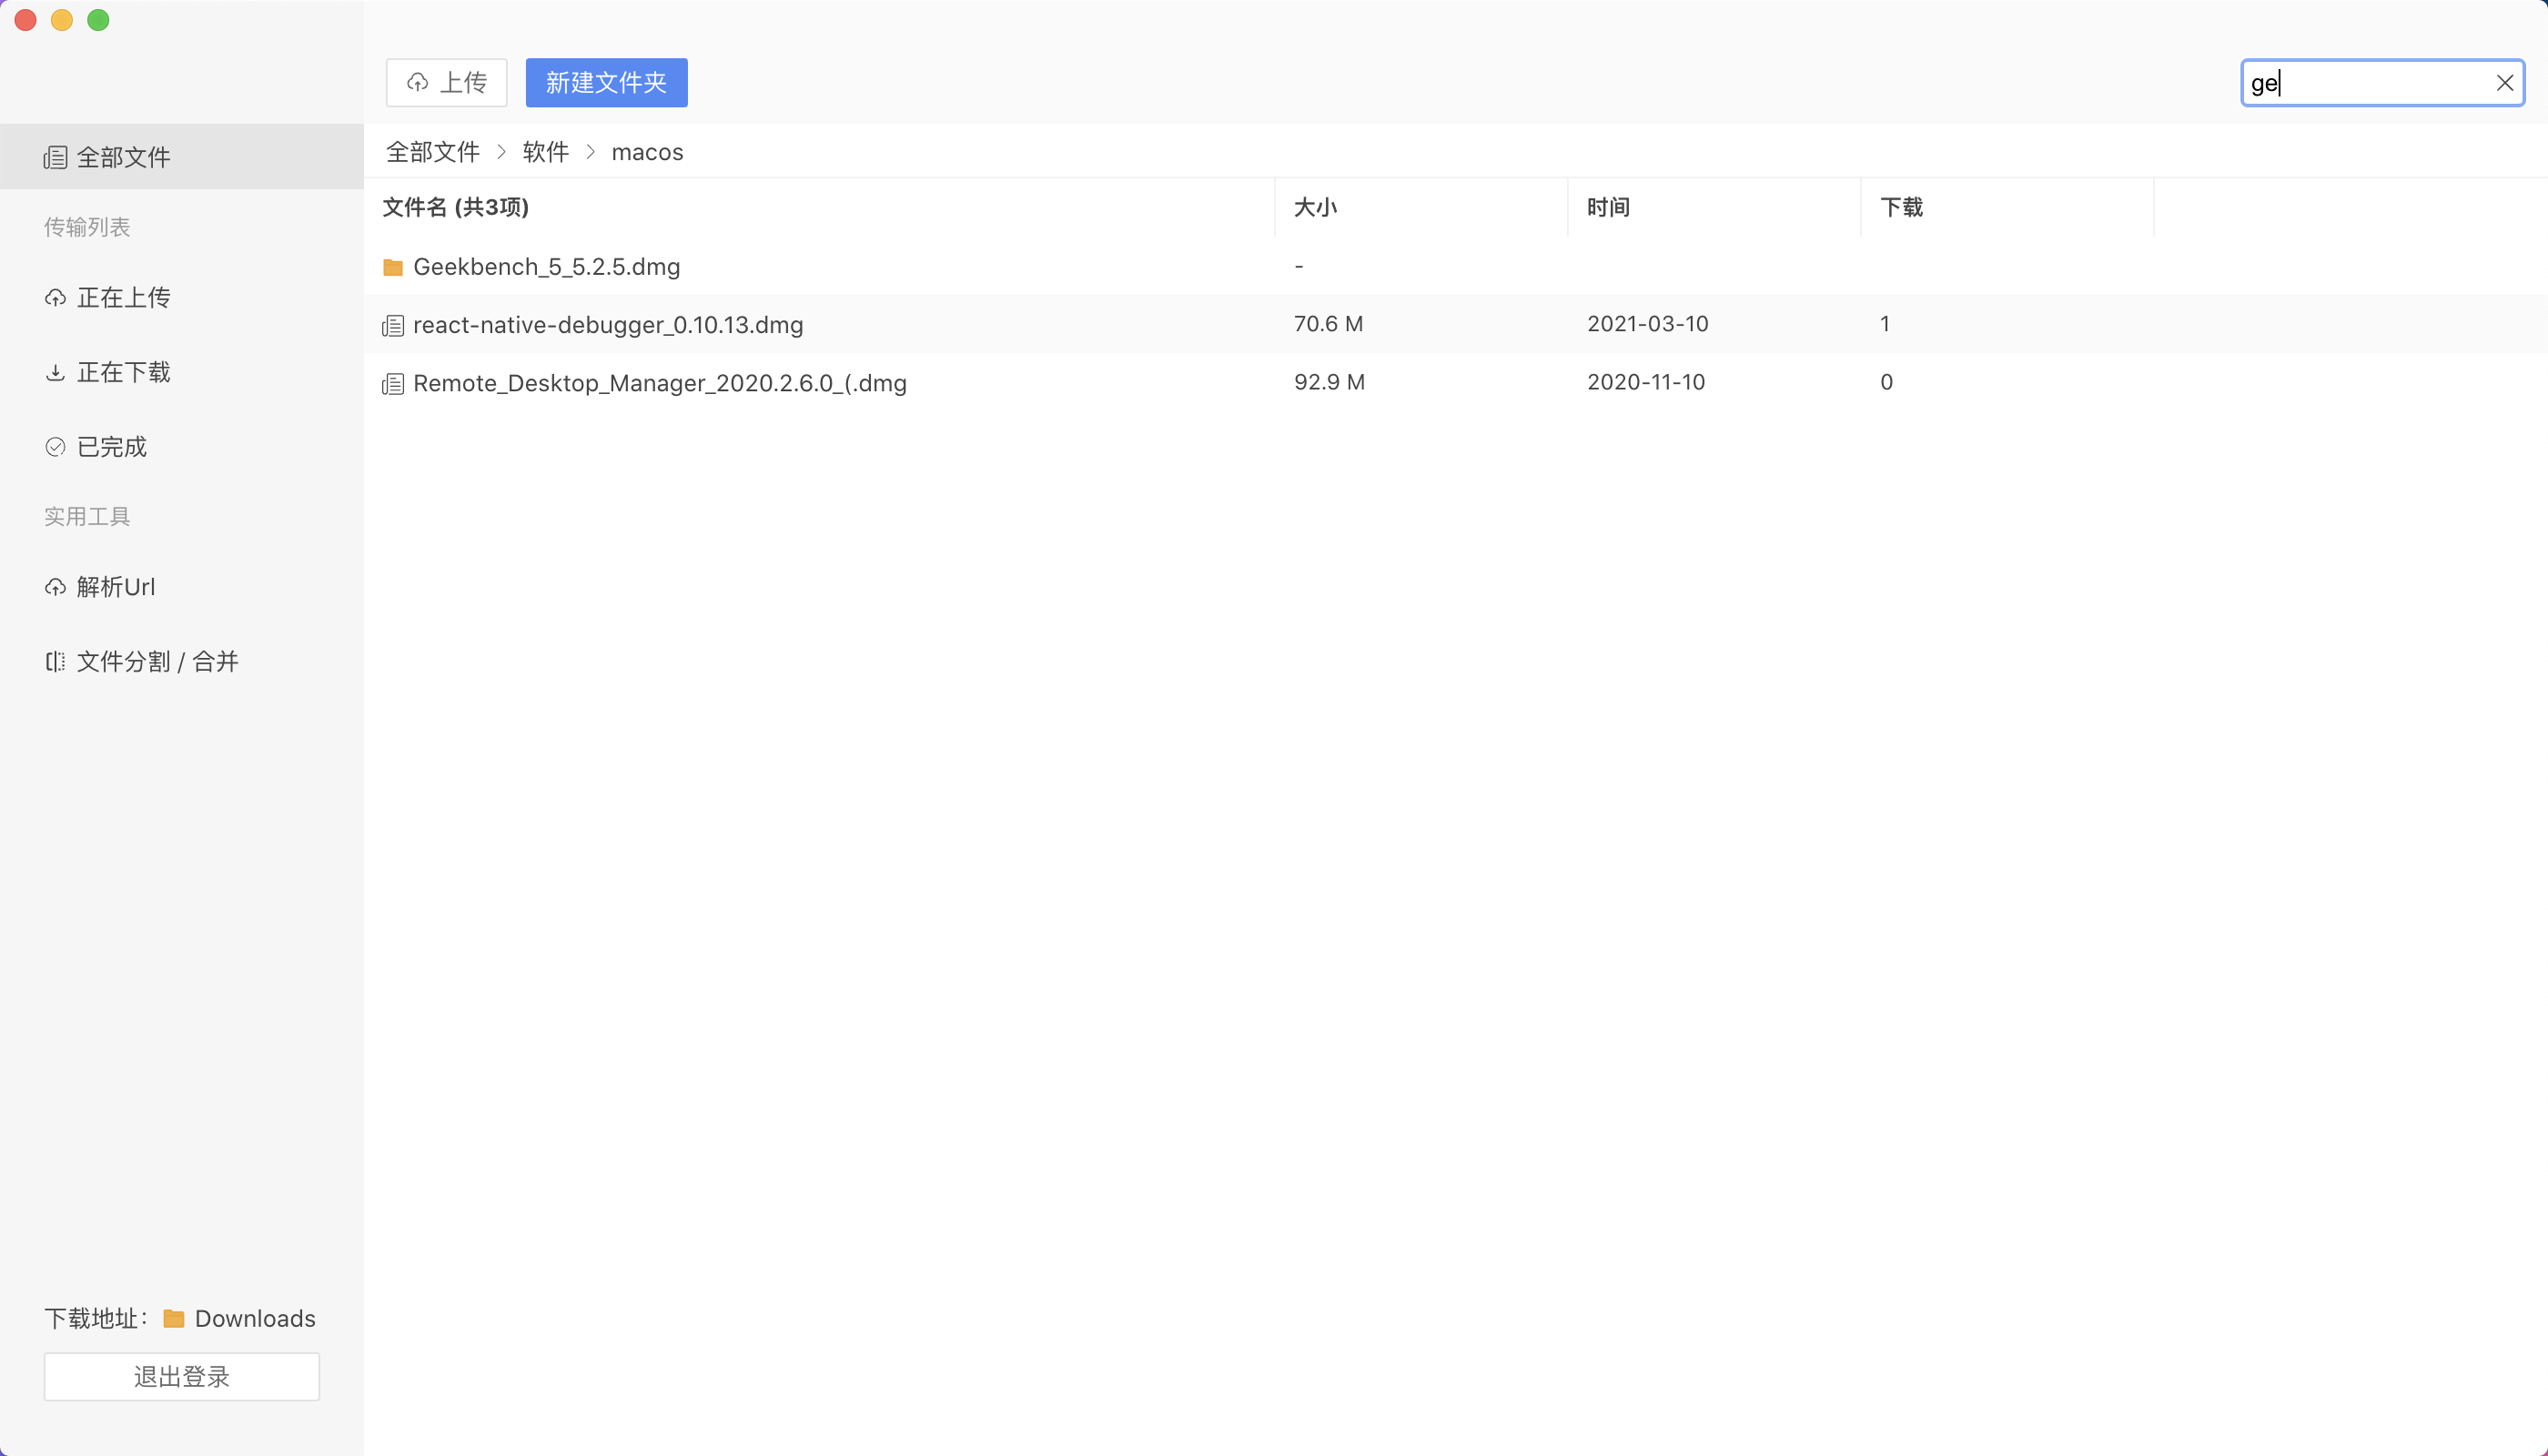 上传 新建文件夹 ge
全部文件
传输列表
正在上传
正在下载
已完成
实用工具
解析Url
文件分割 / 合并
下载地址： Downloads
退出登录
全部文件 > 软件 > macos
文件名 (共3项) 大小 时间 下载
Geekbench_5_5.2.5.dmg -
react-native-debugger_0.10.13.dmg 70.6 M 2021-03-10 1
Remote_Desktop_Manager_2020.2.6.0_(.dmg 92.9 M 2020-11-10 0